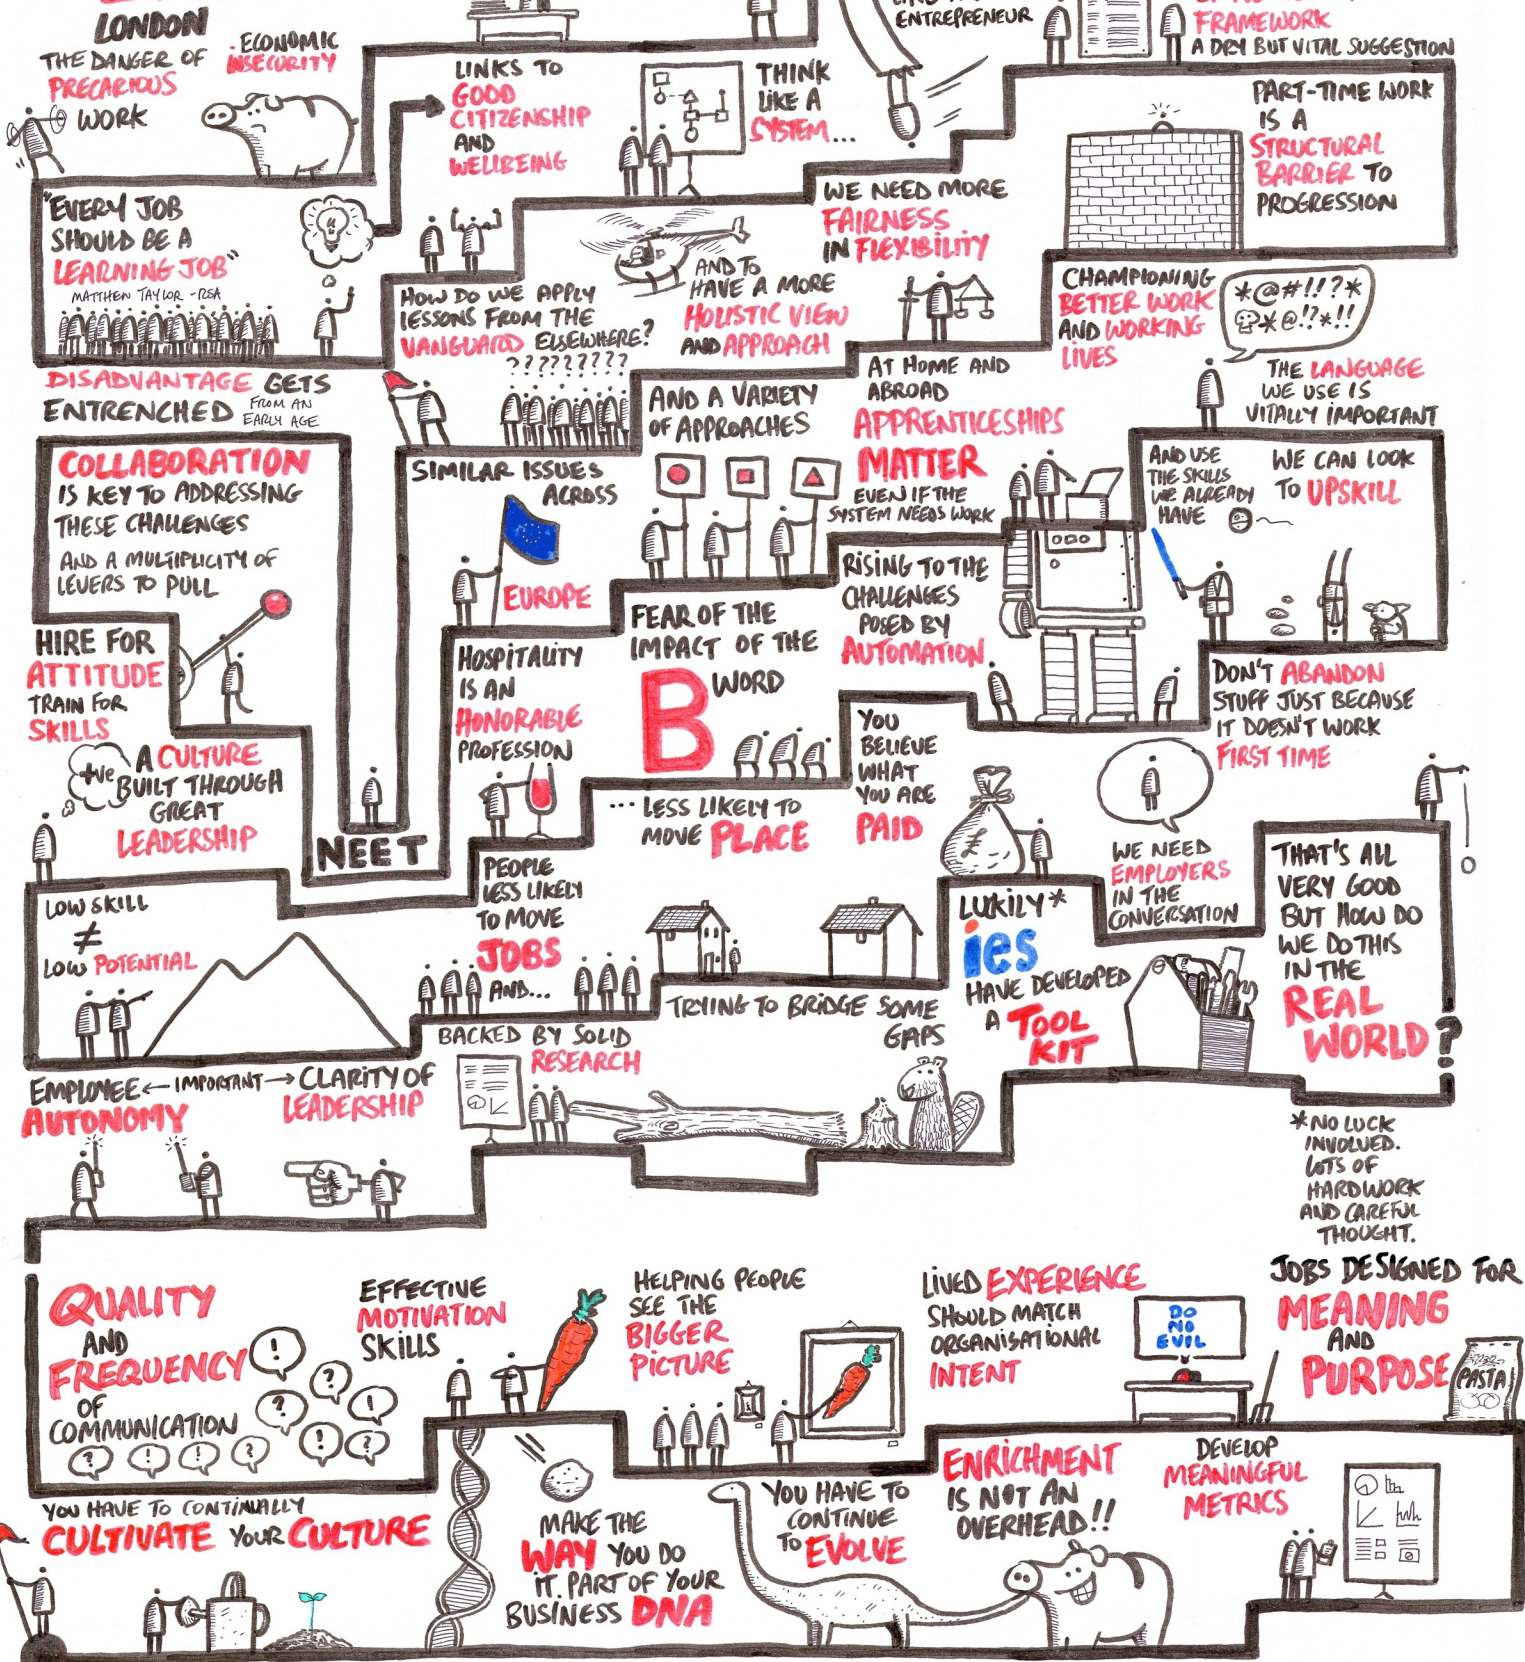 LONDON
THE DANGER OF
PRECARIOUS
WORK
ECONOMIC
INSECURITY
LINKS TO
GOOD
CITIZENSHIP
AND
WELLBEING
THINK
LIKE A
SYSTEM...
ENTREPRENEUR
FRAMEWORK
A DRY BUT VITAL SUGGESTION
PART-TIME WORK
IS A
STRUCTURAL
BARRIER TO
PROGRESSION
"EVERY JOB
SHOULD BE A
LEARNING JOB"
MATTHEW TAYLOR - RSA
HOW DO WE APPLY
LESSONS FROM THE
VANGUARD ELSEWHERE?
?????????
AND TO
HAVE A MORE
HOLISTIC VIEW
AND APPROACH
WE NEED MORE
FAIRNESS
IN FLEXIBILITY
CHAMPIONING
BETTER WORK
AND WORKING
LIVES
*@#!!?*
*@!?*!!
THE LANGUAGE
WE USE IS
VITALLY IMPORTANT
DISADVANTAGE GETS
ENTRENCHED FROM AN
EARLY AGE
AND A VARIETY
OF APPROACHES
AT HOME AND
ABROAD
APPRENTICESHIPS
MATTER
EVEN IF THE
SYSTEM NEEDS WORK
AND USE
THE SKILLS
WE ALREADY
HAVE
WE CAN LOOK
TO UPSKILL
COLLABORATION
IS KEY TO ADDRESSING
THESE CHALLENGES
AND A MULTIPLICITY OF
LEVERS TO PULL
SIMILAR ISSUES
ACROSS
EUROPE
RISING TO THE
CHALLENGES
POSED BY
AUTOMATION
HIRE FOR
ATTITUDE
TRAIN FOR
SKILLS
HOSPITALITY
IS AN
HONORABLE
PROFESSION
FEAR OF THE
IMPACT OF THE
B WORD
DON'T ABANDON
STUFF JUST BECAUSE
IT DOESN'T WORK
FIRST TIME
YOU
BELIEVE
WHAT
YOU ARE
PAID
+ve
A CULTURE
BUILT THROUGH
GREAT
LEADERSHIP
NEET
... LESS LIKELY TO
MOVE PLACE
WE NEED
EMPLOYERS
IN THE
CONVERSATION
THAT'S ALL
VERY GOOD
BUT HOW DO
WE DO THIS
IN THE
REAL
WORLD?
LOW SKILL
≠
LOW POTENTIAL
PEOPLE
LESS LIKELY
TO MOVE
JOBS
AND...
LUKILY*
ies
HAVE DEVELOPED
A TOOL
KIT
TRYING TO BRIDGE SOME
GAPS
BACKED BY SOLID
RESEARCH
EMPLOYEE ← IMPORTANT → CLARITY OF
AUTONOMY LEADERSHIP
*NO LUCK
INVOLVED.
LOTS OF
HARDWORK
AND CAREFUL
THOUGHT.
QUALITY
AND
FREQUENCY
OF
COMMUNICATION
!
?
?
!
!
?
?
!
!
?
EFFECTIVE
MOTIVATION
SKILLS
HELPING PEOPLE
SEE THE
BIGGER
PICTURE
LIVED EXPERIENCE
SHOULD MATCH
ORGANISATIONAL
INTENT
DO
NO
EVIL
JOBS DESIGNED FOR
MEANING
AND
PURPOSE
PASTA
YOU HAVE TO CONTINUALLY
CULTIVATE YOUR CULTURE
MAKE THE
WAY YOU DO
IT. PART OF YOUR
BUSINESS DNA
YOU HAVE TO
CONTINUE
TO EVOLVE
ENRICHMENT
IS NOT AN
OVERHEAD!!
DEVELOP
MEANINGFUL
METRICS